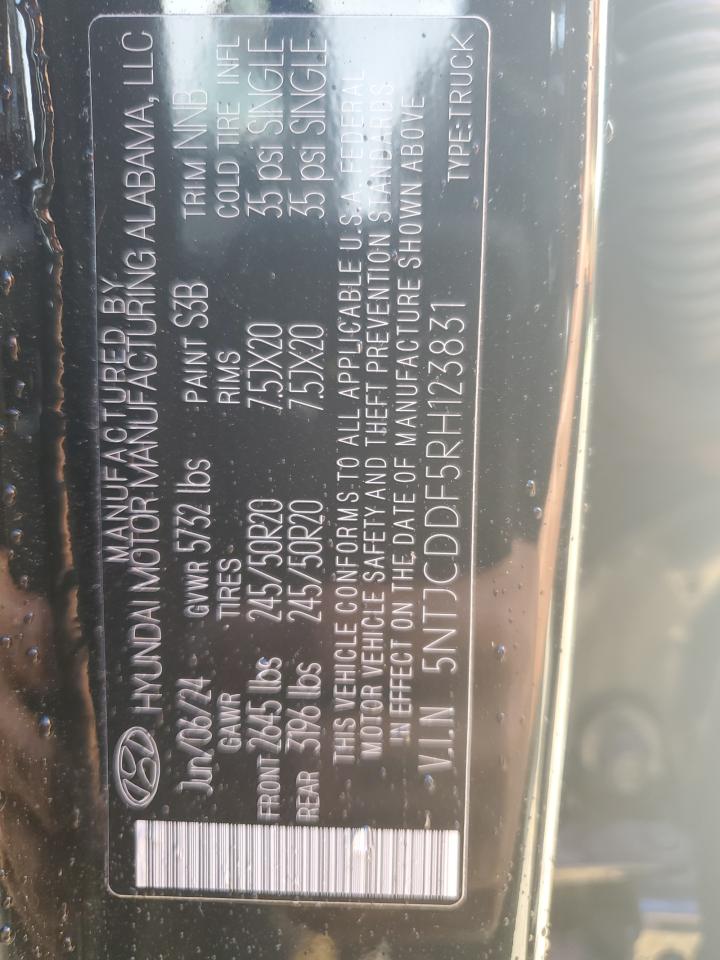 MANUFACTURED BY
HYUNDAI MOTOR MANUFACTURING ALABAMA, LLC
Jun/06/24 GVWR 5732 lbs PAINT S3B TRIM NNB
GAWR TIRES RIMS COLD TIRE INFL
FRONT 2645 lbs 245/50R20 7.5JX20 35 psi SINGLE
REAR 3196 lbs 245/50R20 7.5JX20 35 psi SINGLE
THIS VEHICLE CONFORMS TO ALL APPLICABLE U.S.A. FEDERAL
MOTOR VEHICLE SAFETY AND THEFT PREVENTION STANDARDS
IN EFFECT ON THE DATE OF MANUFACTURE SHOWN ABOVE
V.I.N 5NTJCDDF5RH123831 TYPE:TRUCK